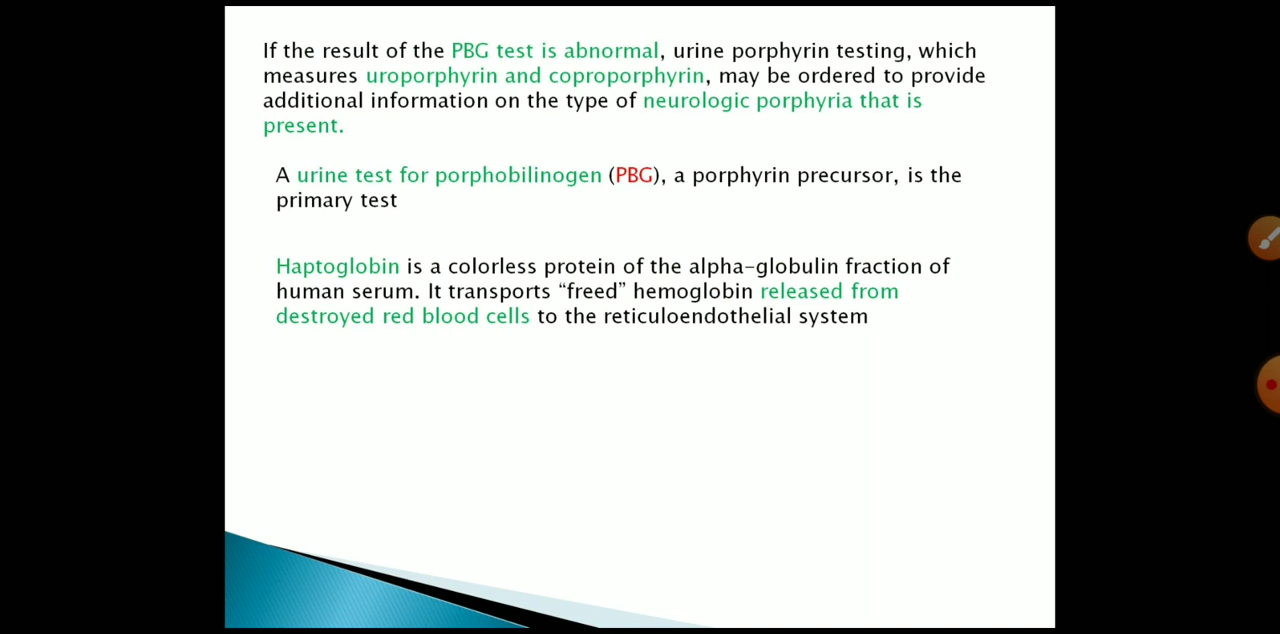 If the result of the PBG test is abnormal, urine porphyrin testing, which
measures uroporphyrin and coproporphyrin, may be ordered to provide
additional information on the type of neurologic porphyria that is
present.
A urine test for porphobilinogen (PBG), a porphyrin precursor, is the
primary test
Haptoglobin is a colorless protein of the alpha-globulin fraction of
human serum. It transports “freed” hemoglobin released from
destroyed red blood cells to the reticuloendothelial system